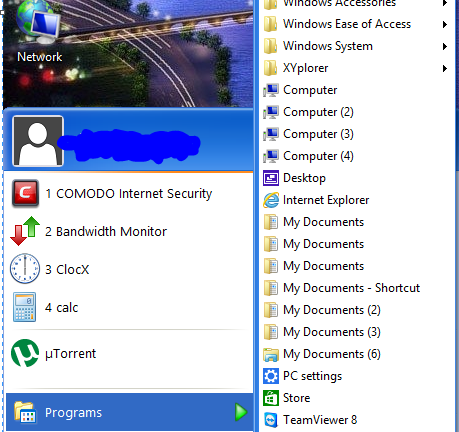 Network
1 COMODO Internet Security
2 Bandwidth Monitor
3 ClocX
4 calc
µTorrent
Programs
Windows Accessories
Windows Ease of Access
Windows System
XYplorer
Computer
Computer (2)
Computer (3)
Computer (4)
Desktop
Internet Explorer
My Documents
My Documents
My Documents
My Documents - Shortcut
My Documents (2)
My Documents (3)
My Documents (6)
PC settings
Store
TeamViewer 8